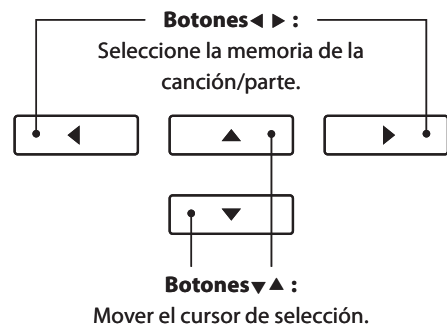 Botones◀ ▶ :
Seleccione la memoria de la
canción/parte.
Botones▼▲ :
Mover el cursor de selección.